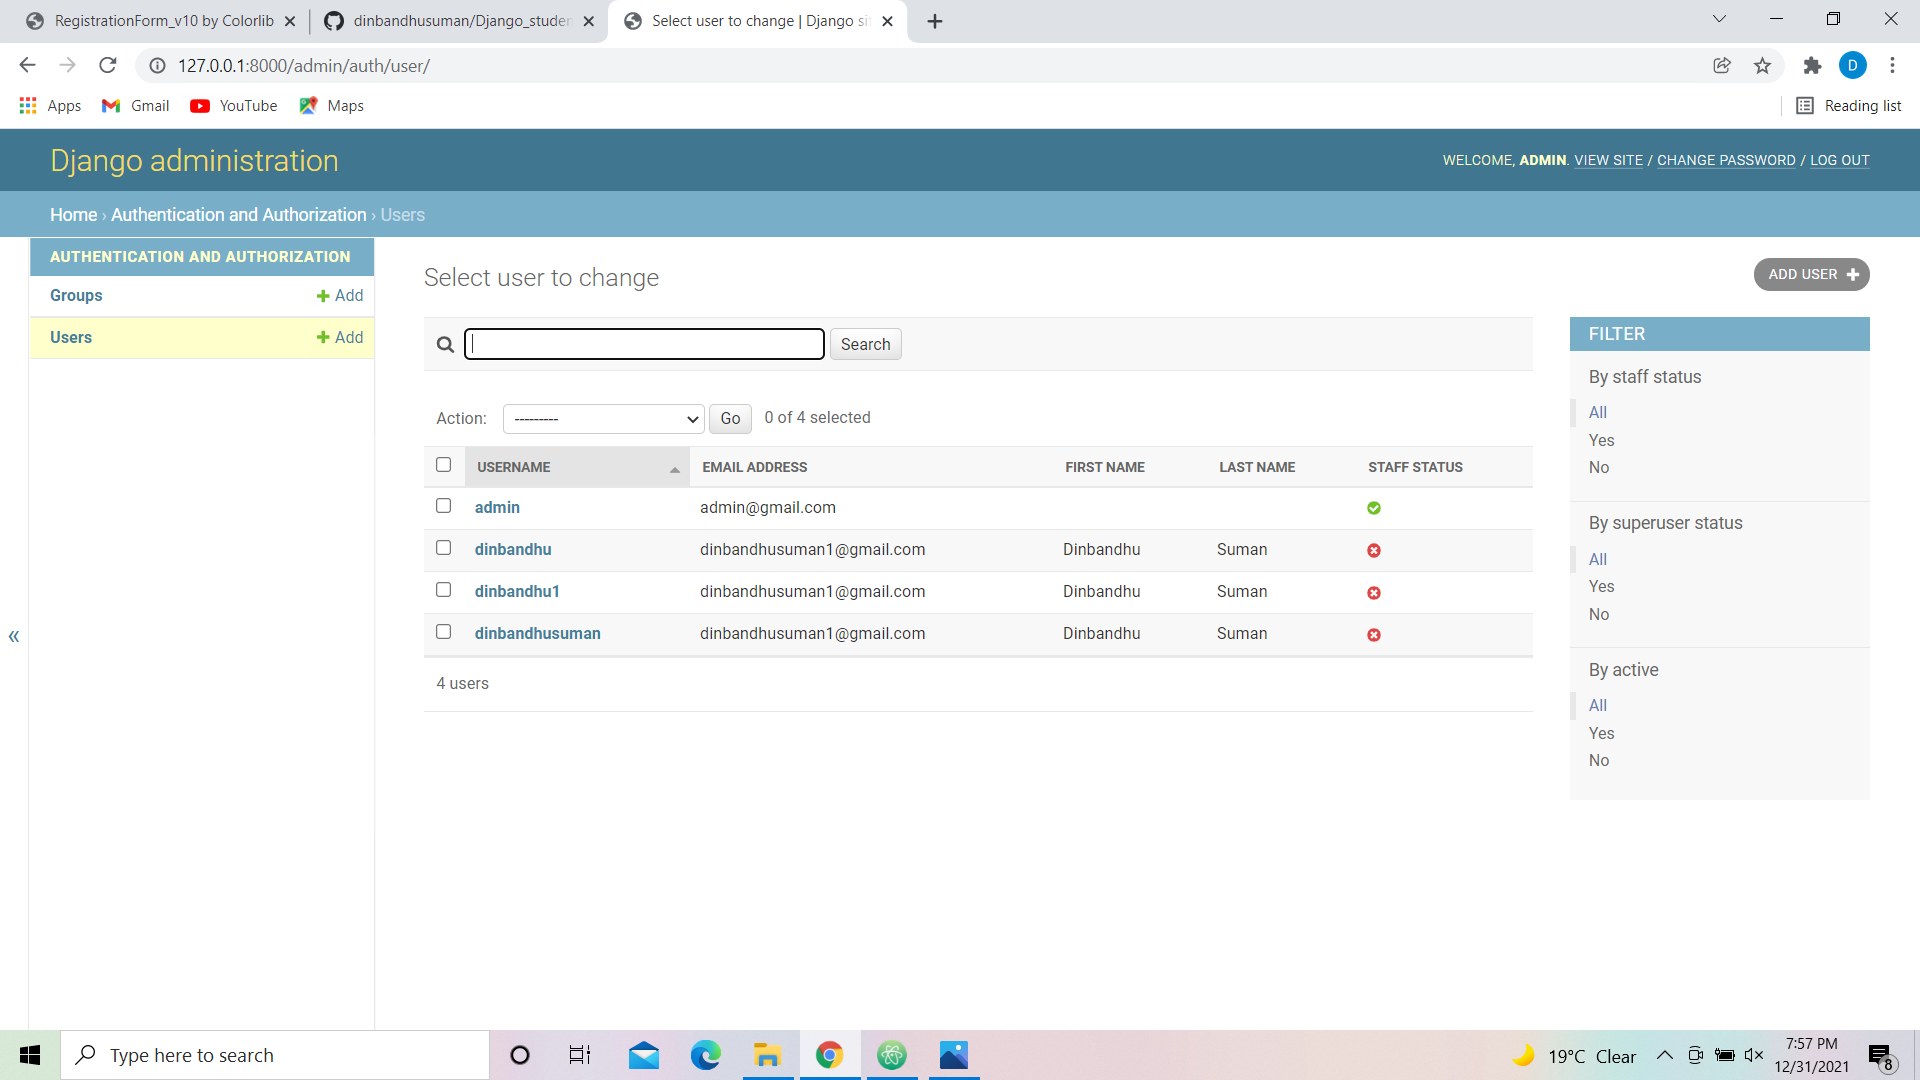 RegistrationForm_v10 by Colorlib
dinbandhusuman/Django_studen
Select user to change | Django si
127.0.0.1:8000/admin/auth/user/
D
Apps
Gmail
YouTube
Maps
Reading list
Django administration
WELCOME, ADMIN. VIEW SITE / CHANGE PASSWORD / LOG OUT
Home › Authentication and Authorization › Users
AUTHENTICATION AND AUTHORIZATION
Groups
Add
Users
Add
«
Select user to change
ADD USER
Search
Action: --------- Go 0 of 4 selected
USERNAME EMAIL ADDRESS FIRST NAME LAST NAME STAFF STATUS
admin admin@gmail.com
dinbandhu dinbandhusuman1@gmail.com Dinbandhu Suman
dinbandhu1 dinbandhusuman1@gmail.com Dinbandhu Suman
dinbandhusuman dinbandhusuman1@gmail.com Dinbandhu Suman
4 users
FILTER
By staff status
All
Yes
No
By superuser status
All
Yes
No
By active
All
Yes
No
Type here to search
19°C Clear
7:57 PM
12/31/2021
8